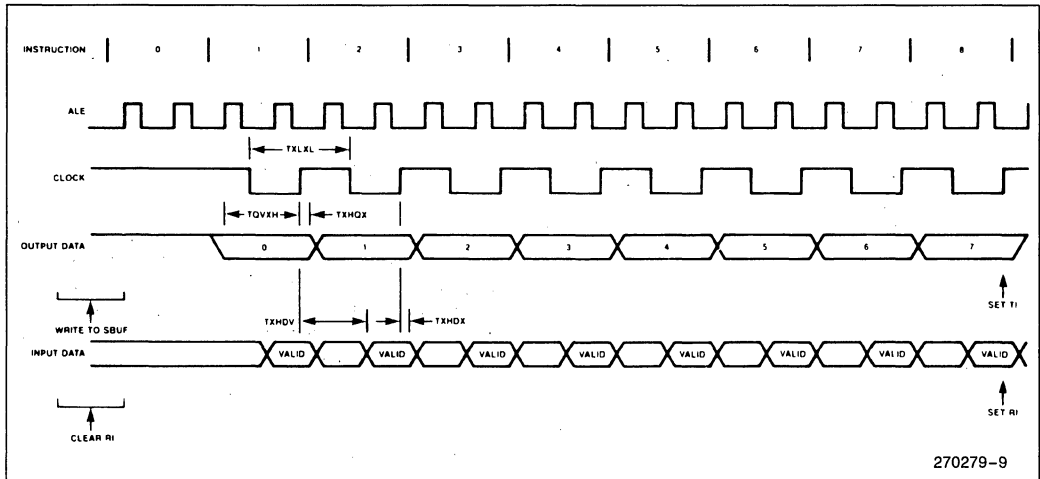 INSTRUCTION 0 1 2 3 4 5 6 7 8
ALE
TXLXL
CLOCK
TQVXH TXHQX
OUTPUT DATA 0 1 2 3 4 5 6 7
SET TI
WRITE TO SBUF
TXHDV TXHDX
INPUT DATA VALID VALID VALID VALID VALID VALID VALID VALID
SET RI
CLEAR RI
270279-9